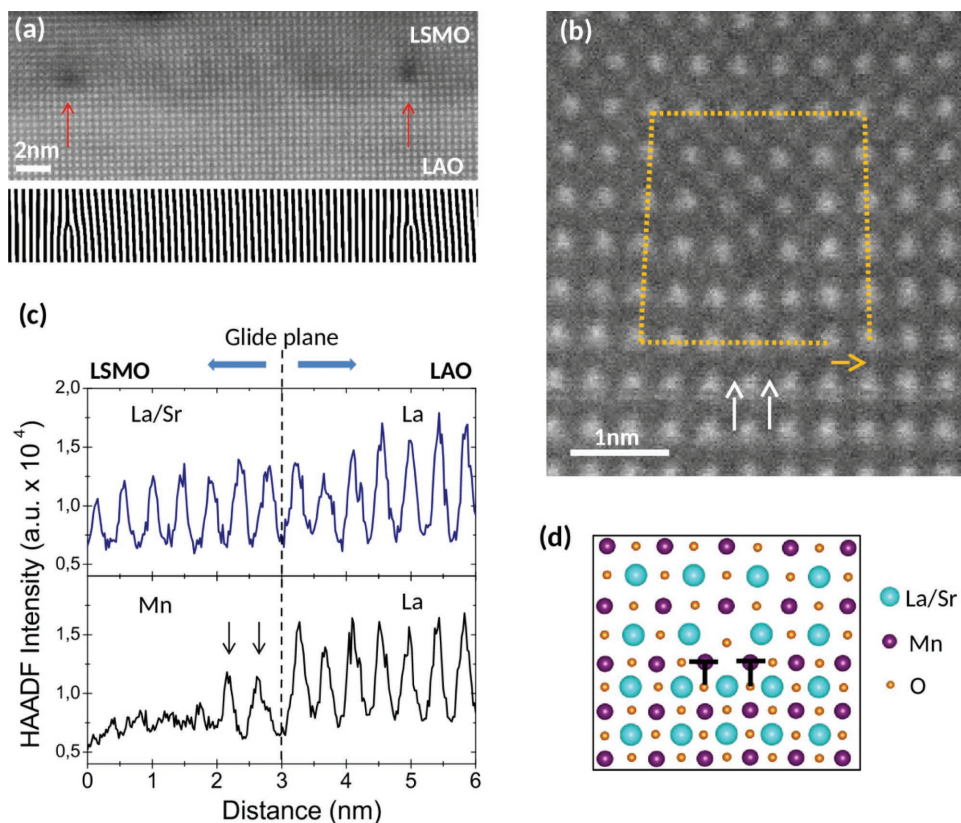 (a)
LSMO
2nm
LAO
(b)
1nm
(c)
Glide plane
LSMO
LAO
2,0
La/Sr
La
1,5
1,0
0,5
Mn
La
1,5
1,0
0,5
HAADF Intensity (a.u. x 10⁴)
0 1 2 3 4 5 6
Distance (nm)
(d)
La/Sr
Mn
O